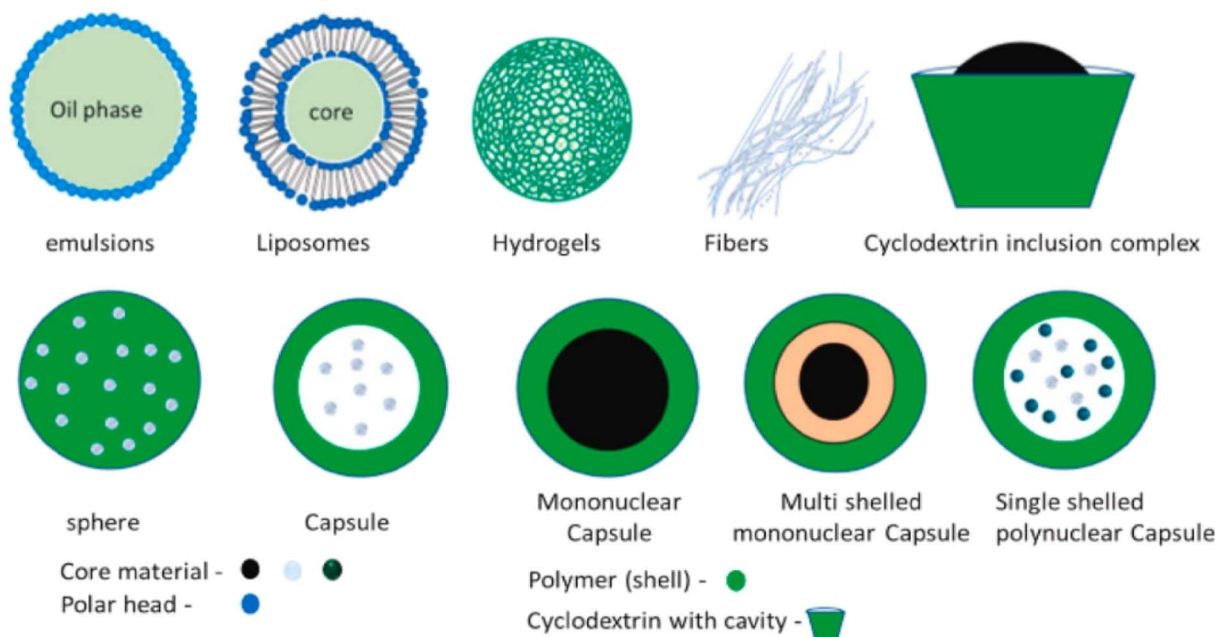 Oil phase
core
emulsions
Liposomes
Hydrogels
Fibers
Cyclodextrin inclusion complex
sphere
Capsule
Mononuclear
Capsule
Multi shelled
mononuclear Capsule
Single shelled
polynuclear Capsule
Core material -
Polar head -
Polymer (shell) -
Cyclodextrin with cavity -